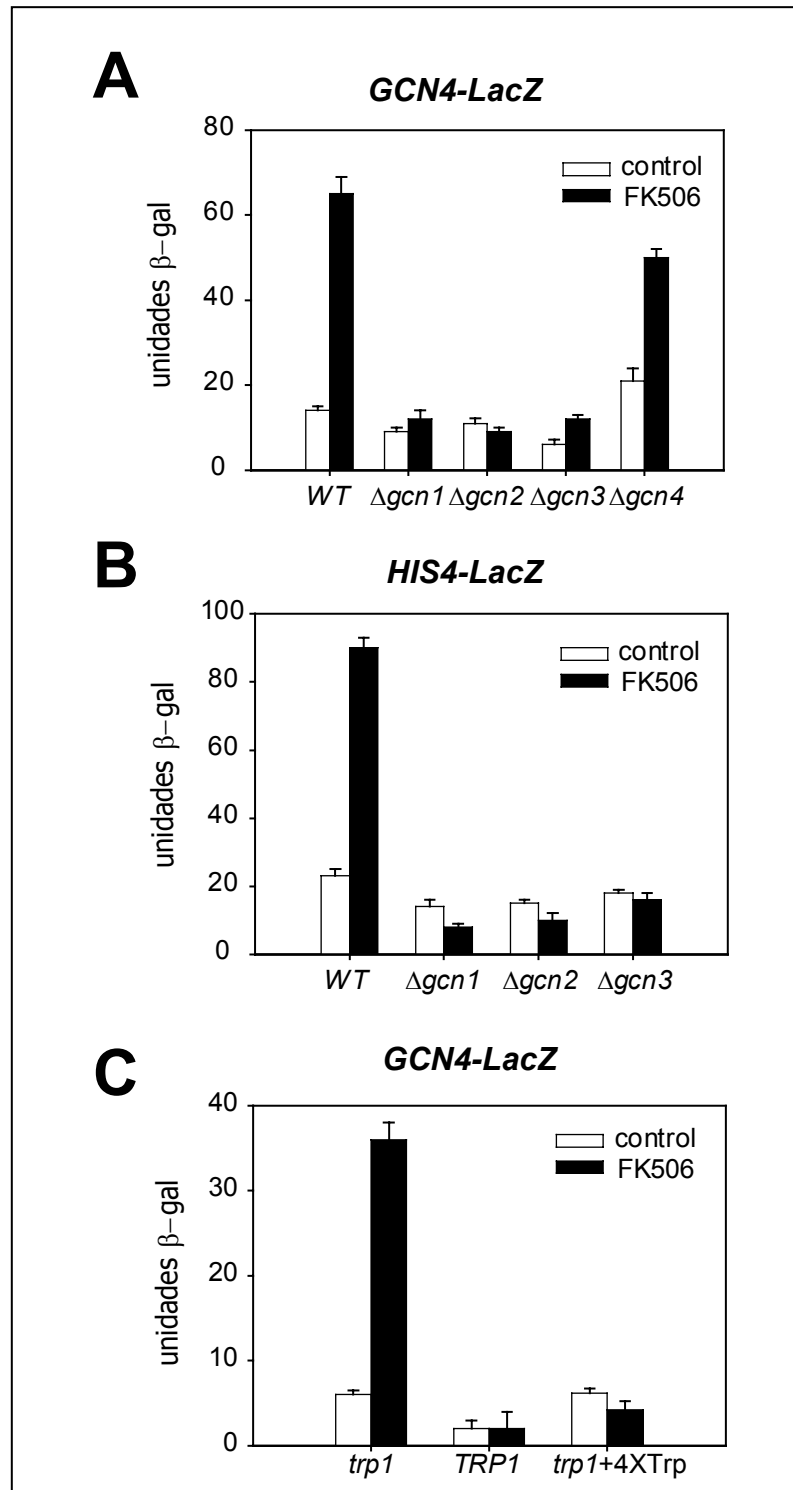 A
GCN4-LacZ
80
60
40
20
0
unidades β–gal
control
FK506
WT Δgcn1 Δgcn2 Δgcn3 Δgcn4
B
HIS4-LacZ
100
80
60
40
20
0
unidades β–gal
control
FK506
WT Δgcn1 Δgcn2 Δgcn3
C
GCN4-LacZ
40
30
20
10
0
unidades β–gal
control
FK506
trp1 TRP1 trp1+4XTrp